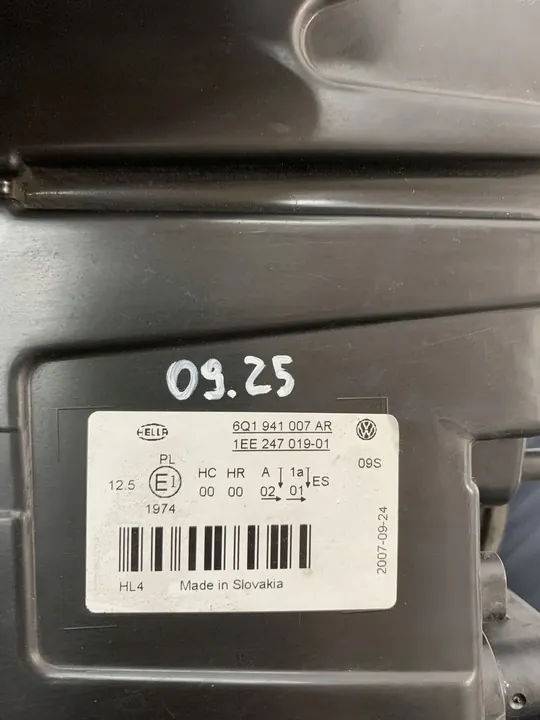 09.25
HELLA
6Q1 941 007 AR
1EE 247 019-01
PL
12.5 E1 HC HR A 1a ES 09S
00 00 02 01
1974
2007-09-24
HL4 Made in Slovakia